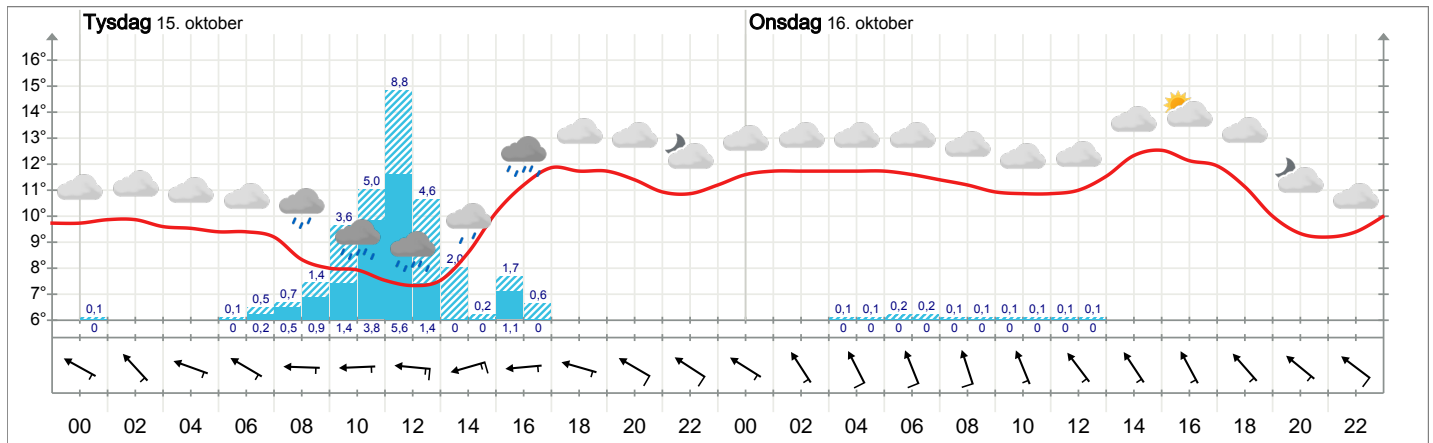 Tysdag 15. oktober Onsdag 16. oktober
16°
15°
8,8
14°
13°
12°
11° 5,0 4,6
10° 3,6
9°
8° 1,4 2,0 1,7
7° 0,1 0,1 0,5 0,7 0,2 0,6 0,1 0,1 0,2 0,2 0,1 0,1 0,1 0,1 0,1 0,1
6° 0 0 0,2 0,5 0,9 1,4 3,8 5,6 1,4 0 0 1,1 0 0 0 0 0 0 0 0 0 0 0
00 02 04 06 08 10 12 14 16 18 20 22 00 02 04 06 08 10 12 14 16 18 20 22